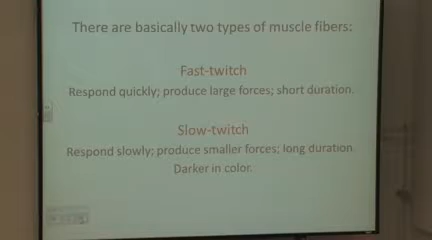 There are basically two types of muscle fibers:
Fast-twitch
Respond quickly; produce large forces; short duration.
Slow-twitch
Respond slowly; produce smaller forces; long duration.
Darker in color.